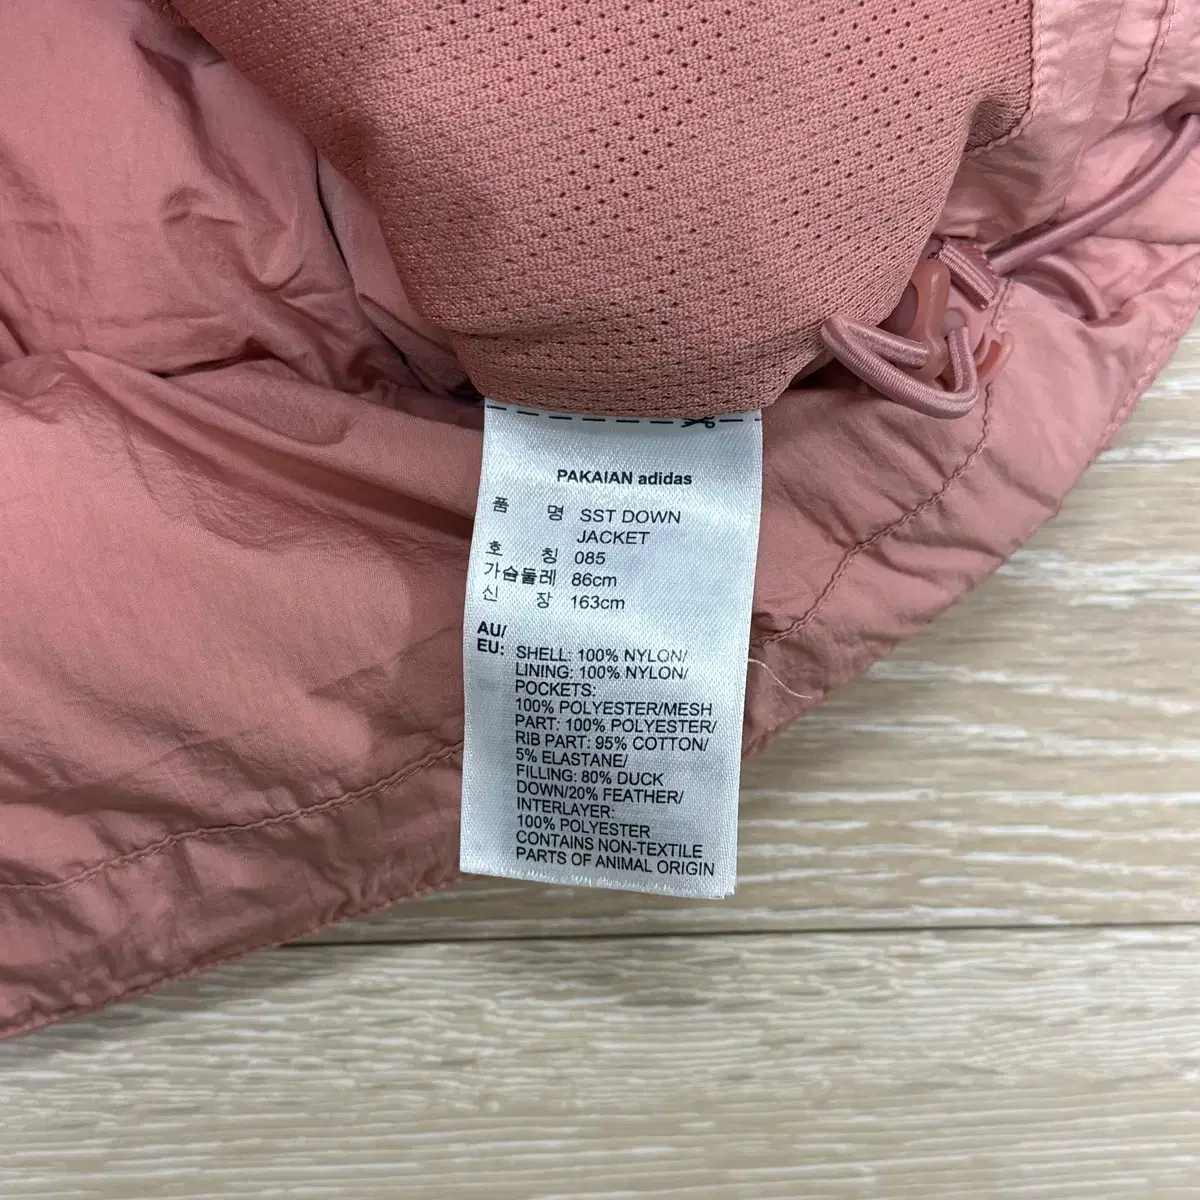 PAKAIAN adidas
품 명 SST DOWN
JACKET
호 칭 085
가슴둘레 86cm
신 장 163cm
AU/
EU: SHELL: 100% NYLON/
LINING: 100% NYLON/
POCKETS:
100% POLYESTER/MESH
PART: 100% POLYESTER/
RIB PART: 95% COTTON/
5% ELASTANE/
FILLING: 80% DUCK
DOWN/20% FEATHER/
INTERLAYER:
100% POLYESTER
CONTAINS NON-TEXTILE
PARTS OF ANIMAL ORIGIN